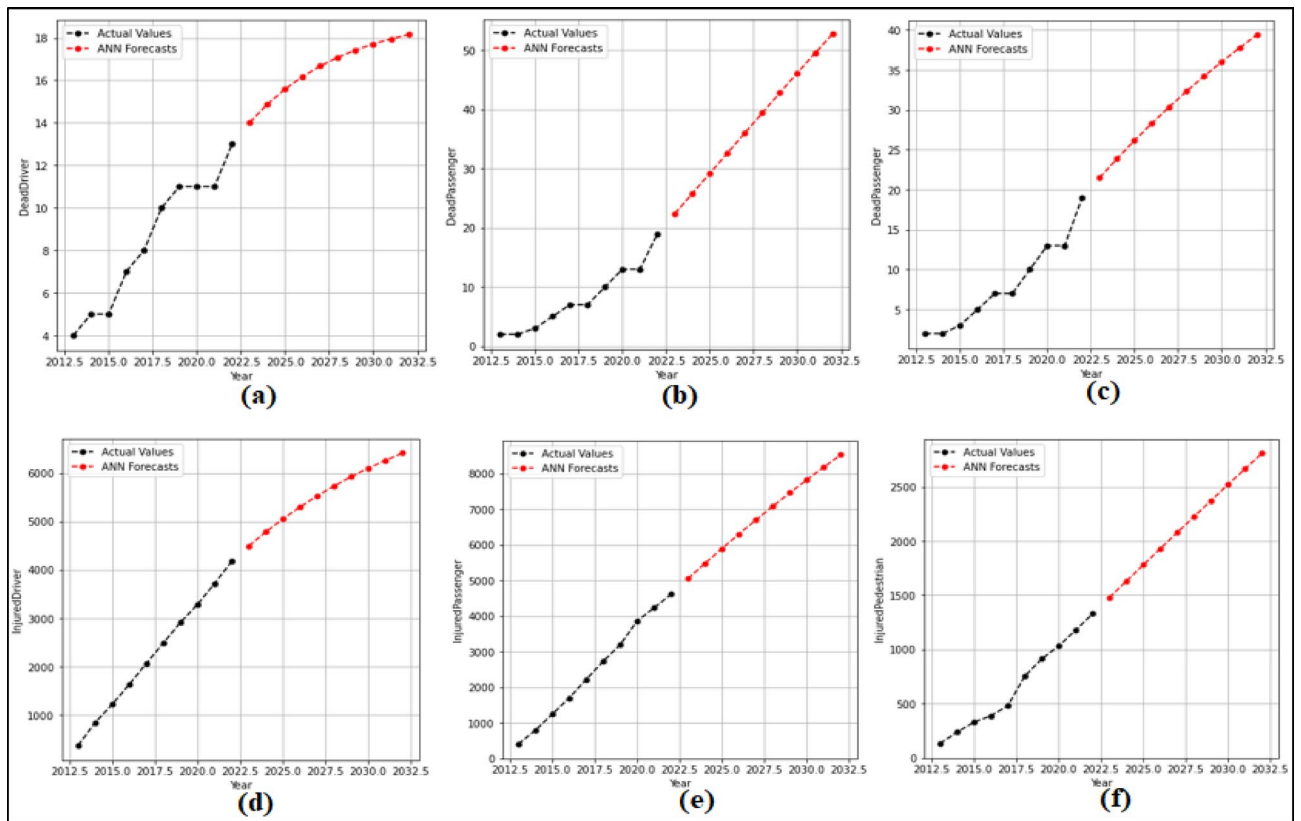 Actual Values
ANN Forecasts
18
16
14
12
10
8
6
4
DeadDriver
2012.5 2015.0 2017.5 2020.0 2022.5 2025.0 2027.5 2030.0 2032.5
Year
(a)
Actual Values
ANN Forecasts
50
40
30
20
10
0
DeadPassenger
2012.5 2015.0 2017.5 2020.0 2022.5 2025.0 2027.5 2030.0 2032.5
Year
(b)
Actual Values
ANN Forecasts
40
35
30
25
20
15
10
5
DeadPassenger
2012.5 2015.0 2017.5 2020.0 2022.5 2025.0 2027.5 2030.0 2032.5
Year
(c)
Actual Values
ANN Forecasts
6000
5000
4000
3000
2000
1000
InjuredDriver
2012.5 2015.0 2017.5 2020.0 2022.5 2025.0 2027.5 2030.0 2032.5
Year
(d)
Actual Values
ANN Forecasts
8000
7000
6000
5000
4000
3000
2000
1000
0
InjuredPassenger
2012.5 2015.0 2017.5 2020.0 2022.5 2025.0 2027.5 2030.0 2032.5
Year
(e)
Actual Values
ANN Forecasts
2500
2000
1500
1000
500
0
InjuredPedestrian
2012.5 2015.0 2017.5 2020.0 2022.5 2025.0 2027.5 2030.0 2032.5
Year
(f)